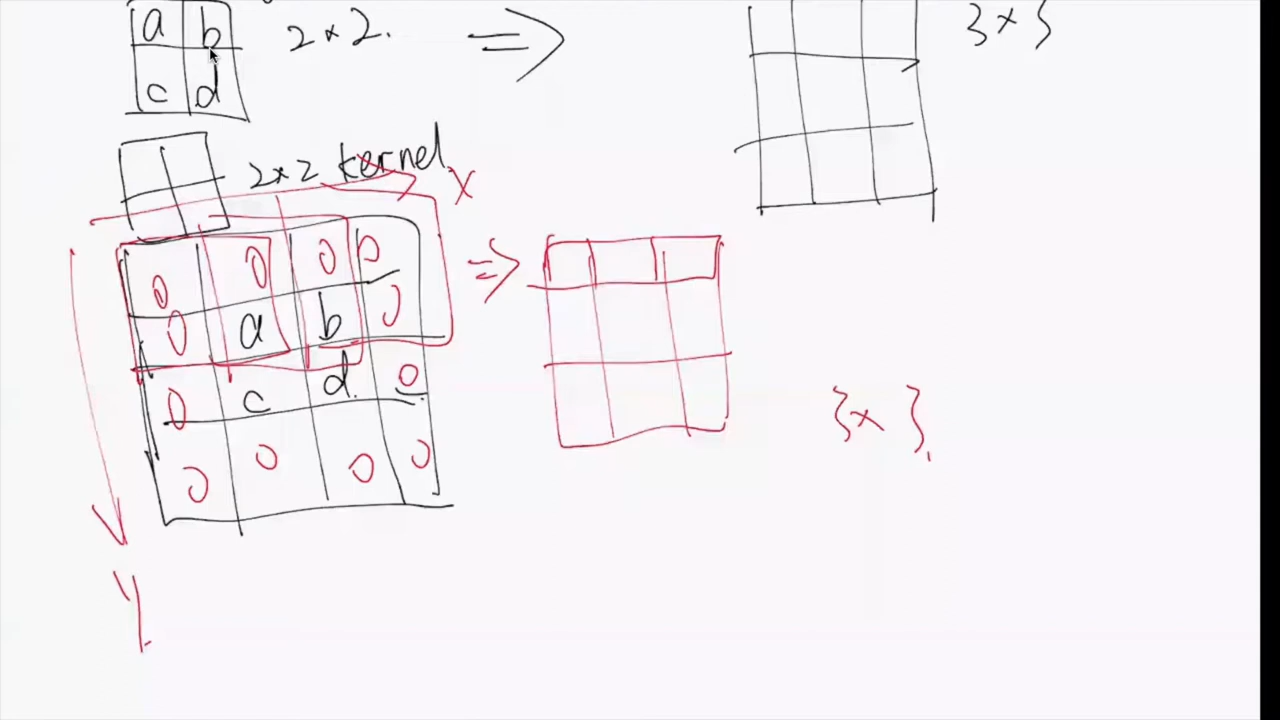 a b 2×2. ⇒ 3×3
c d
2×2 kernel
X
0 0 0 0
0 a b 0 ⇒
0 c d. 0 3×3.
0 0 0 0
Y.